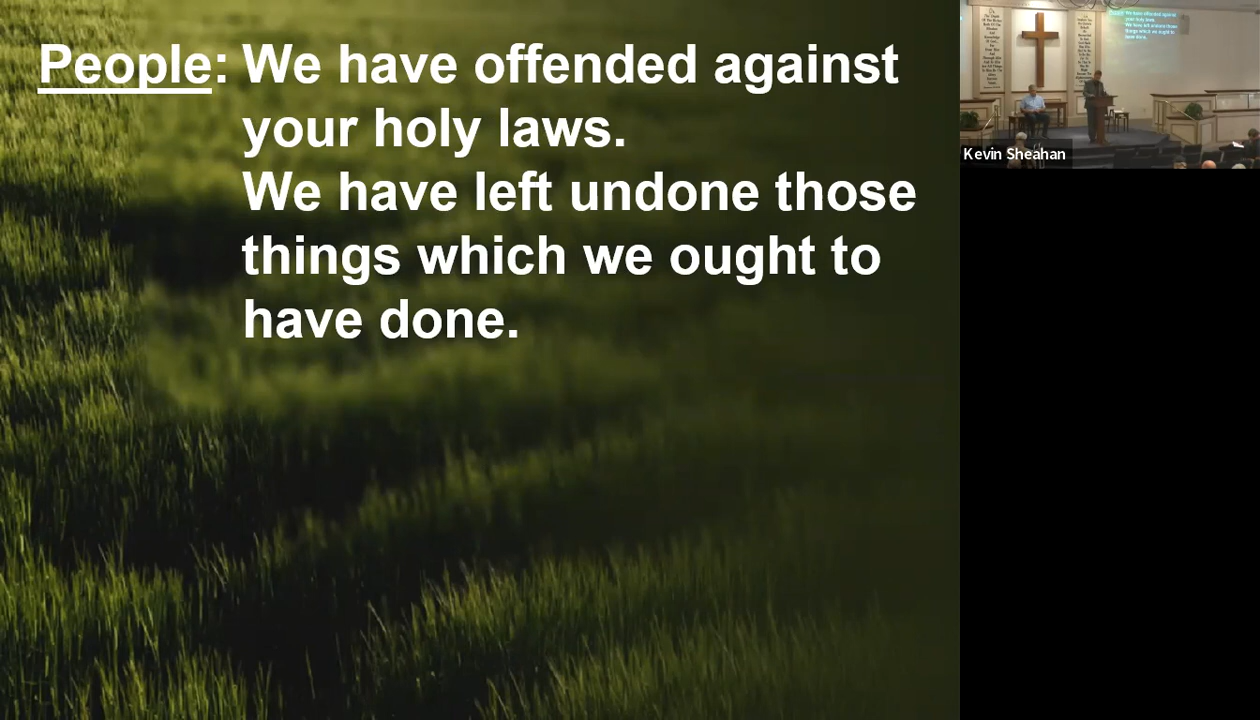 People: We have offended against
your holy laws.
We have left undone those
things which we ought to
have done.
Kevin Sheahan